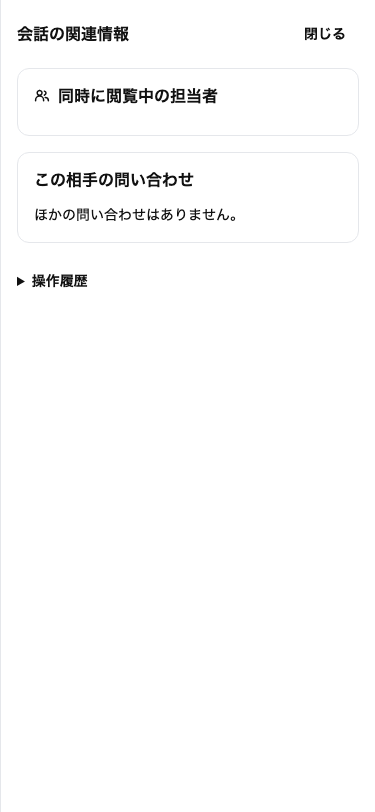 会話の関連情報
閉じる
同時に閲覧中の担当者
この相手の問い合わせ
ほかの問い合わせはありません。
操作履歴